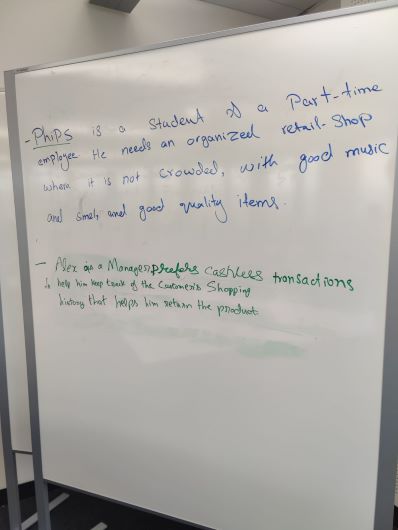 - Phips is a student & a Part-time
employee He needs an organized retail-shop
where it is not crowded, with good music
and smell and good quality items.
- Alex as a Manager prefers cashless transactions
to help him keep track of the Customer's Shopping
history that helps him return the product